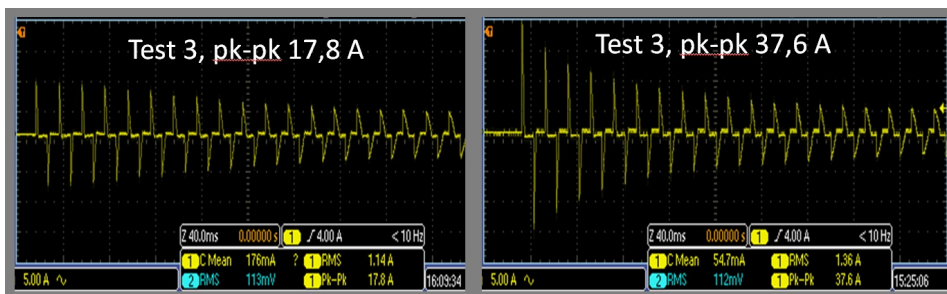 Test 3, pk-pk 17,8 A
Z 40.0ms 0.00000 s 1 4.00 A < 10 Hz
1 C Mean 176mA ? 1 RMS 1.14 A
2 RMS 113mV 1 Pk-Pk 17.8 A
5.00 A 16:09:34
Test 3, pk-pk 37,6 A
Z 40.0ms 0.00000 s 1 4.00 A < 10 Hz
1 C Mean 54.7mA 1 RMS 1.36 A
2 RMS 112mV 1 Pk-Pk 37.6 A
5.00 A 15:25:06